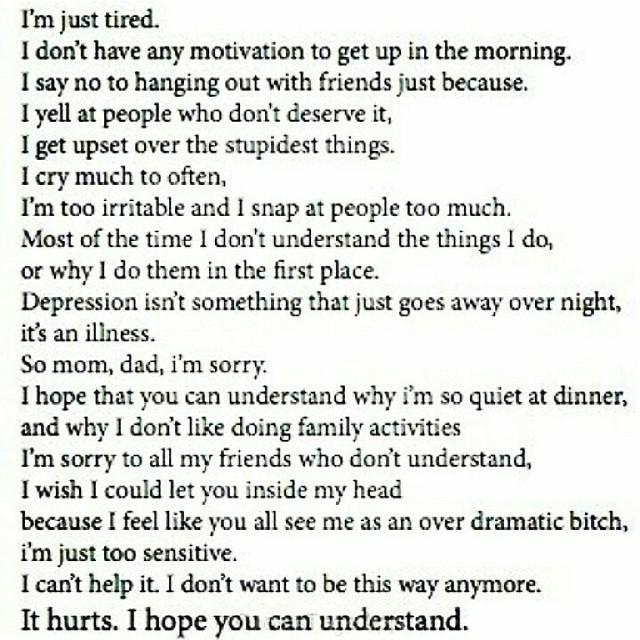 I'm just tired.
I don't have any motivation to get up in the morning.
I say no to hanging out with friends just because.
I yell at people who don't deserve it,
I get upset over the stupidest things.
I cry much to often,
I'm too irritable and I snap at people too much.
Most of the time I don't understand the things I do,
or why I do them in the first place.
Depression isn't something that just goes away over night,
it's an illness.
So mom, dad, i'm sorry.
I hope that you can understand why i'm so quiet at dinner,
and why I don't like doing family activities
I'm sorry to all my friends who don't understand,
I wish I could let you inside my head
because I feel like you all see me as an over dramatic bitch,
i'm just too sensitive.
I can't help it. I don't want to be this way anymore.
It hurts. I hope you can understand.